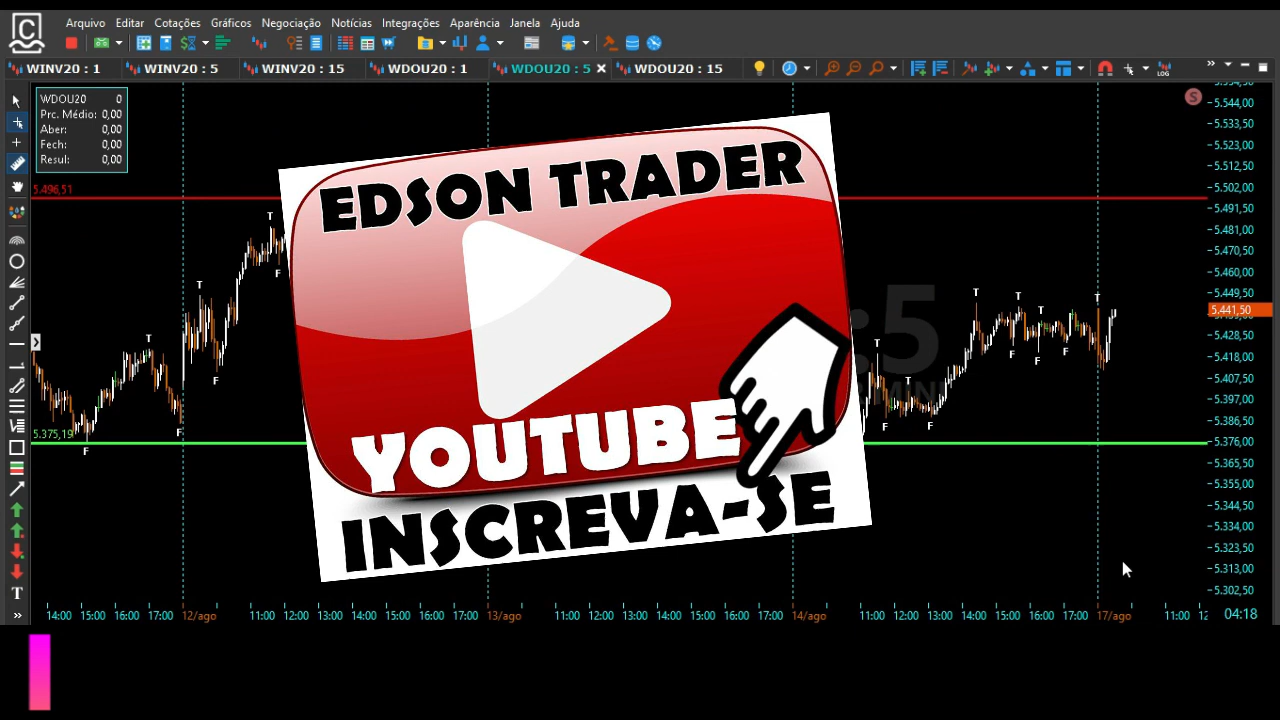 Arquivo Editar Cotações Gráficos Negociação Notícias Integrações Aparência Janela Ajuda
WINV20 : 1 WINV20 : 5 WINV20 : 15 WDOU20 : 1 WDOU20 : 5 WDOU20 : 15
LOG
WDOU20 0
Prc. Médio: 0,00
Aber: 0,00
Fech: 0,00
Resul: 0,00
S
5.544,00
5.533,50
5.523,00
5.512,50
5.502,00
5.491,50
5.481,00
5.470,50
5.460,00
5.449,50
5.441,50
5.428,50
5.418,00
5.407,50
5.397,00
5.386,50
5.376,00
5.365,50
5.355,00
5.344,50
5.334,00
5.323,50
5.313,00
5.302,50
5.496,51
5.375,19
EDSON TRADER
YOUTUBE
INSCREVA-SE
:5
T T T T T T T T T
F F F F F F F F F
14:00 15:00 16:00 17:00 12/ago 11:00 12:00 13:00 14:00 15:00 16:00 17:00 13/ago 11:00 12:00 13:00 14:00 15:00 16:00 17:00 14/ago 11:00 12:00 13:00 14:00 15:00 16:00 17:00 17/ago 11:00
04:18